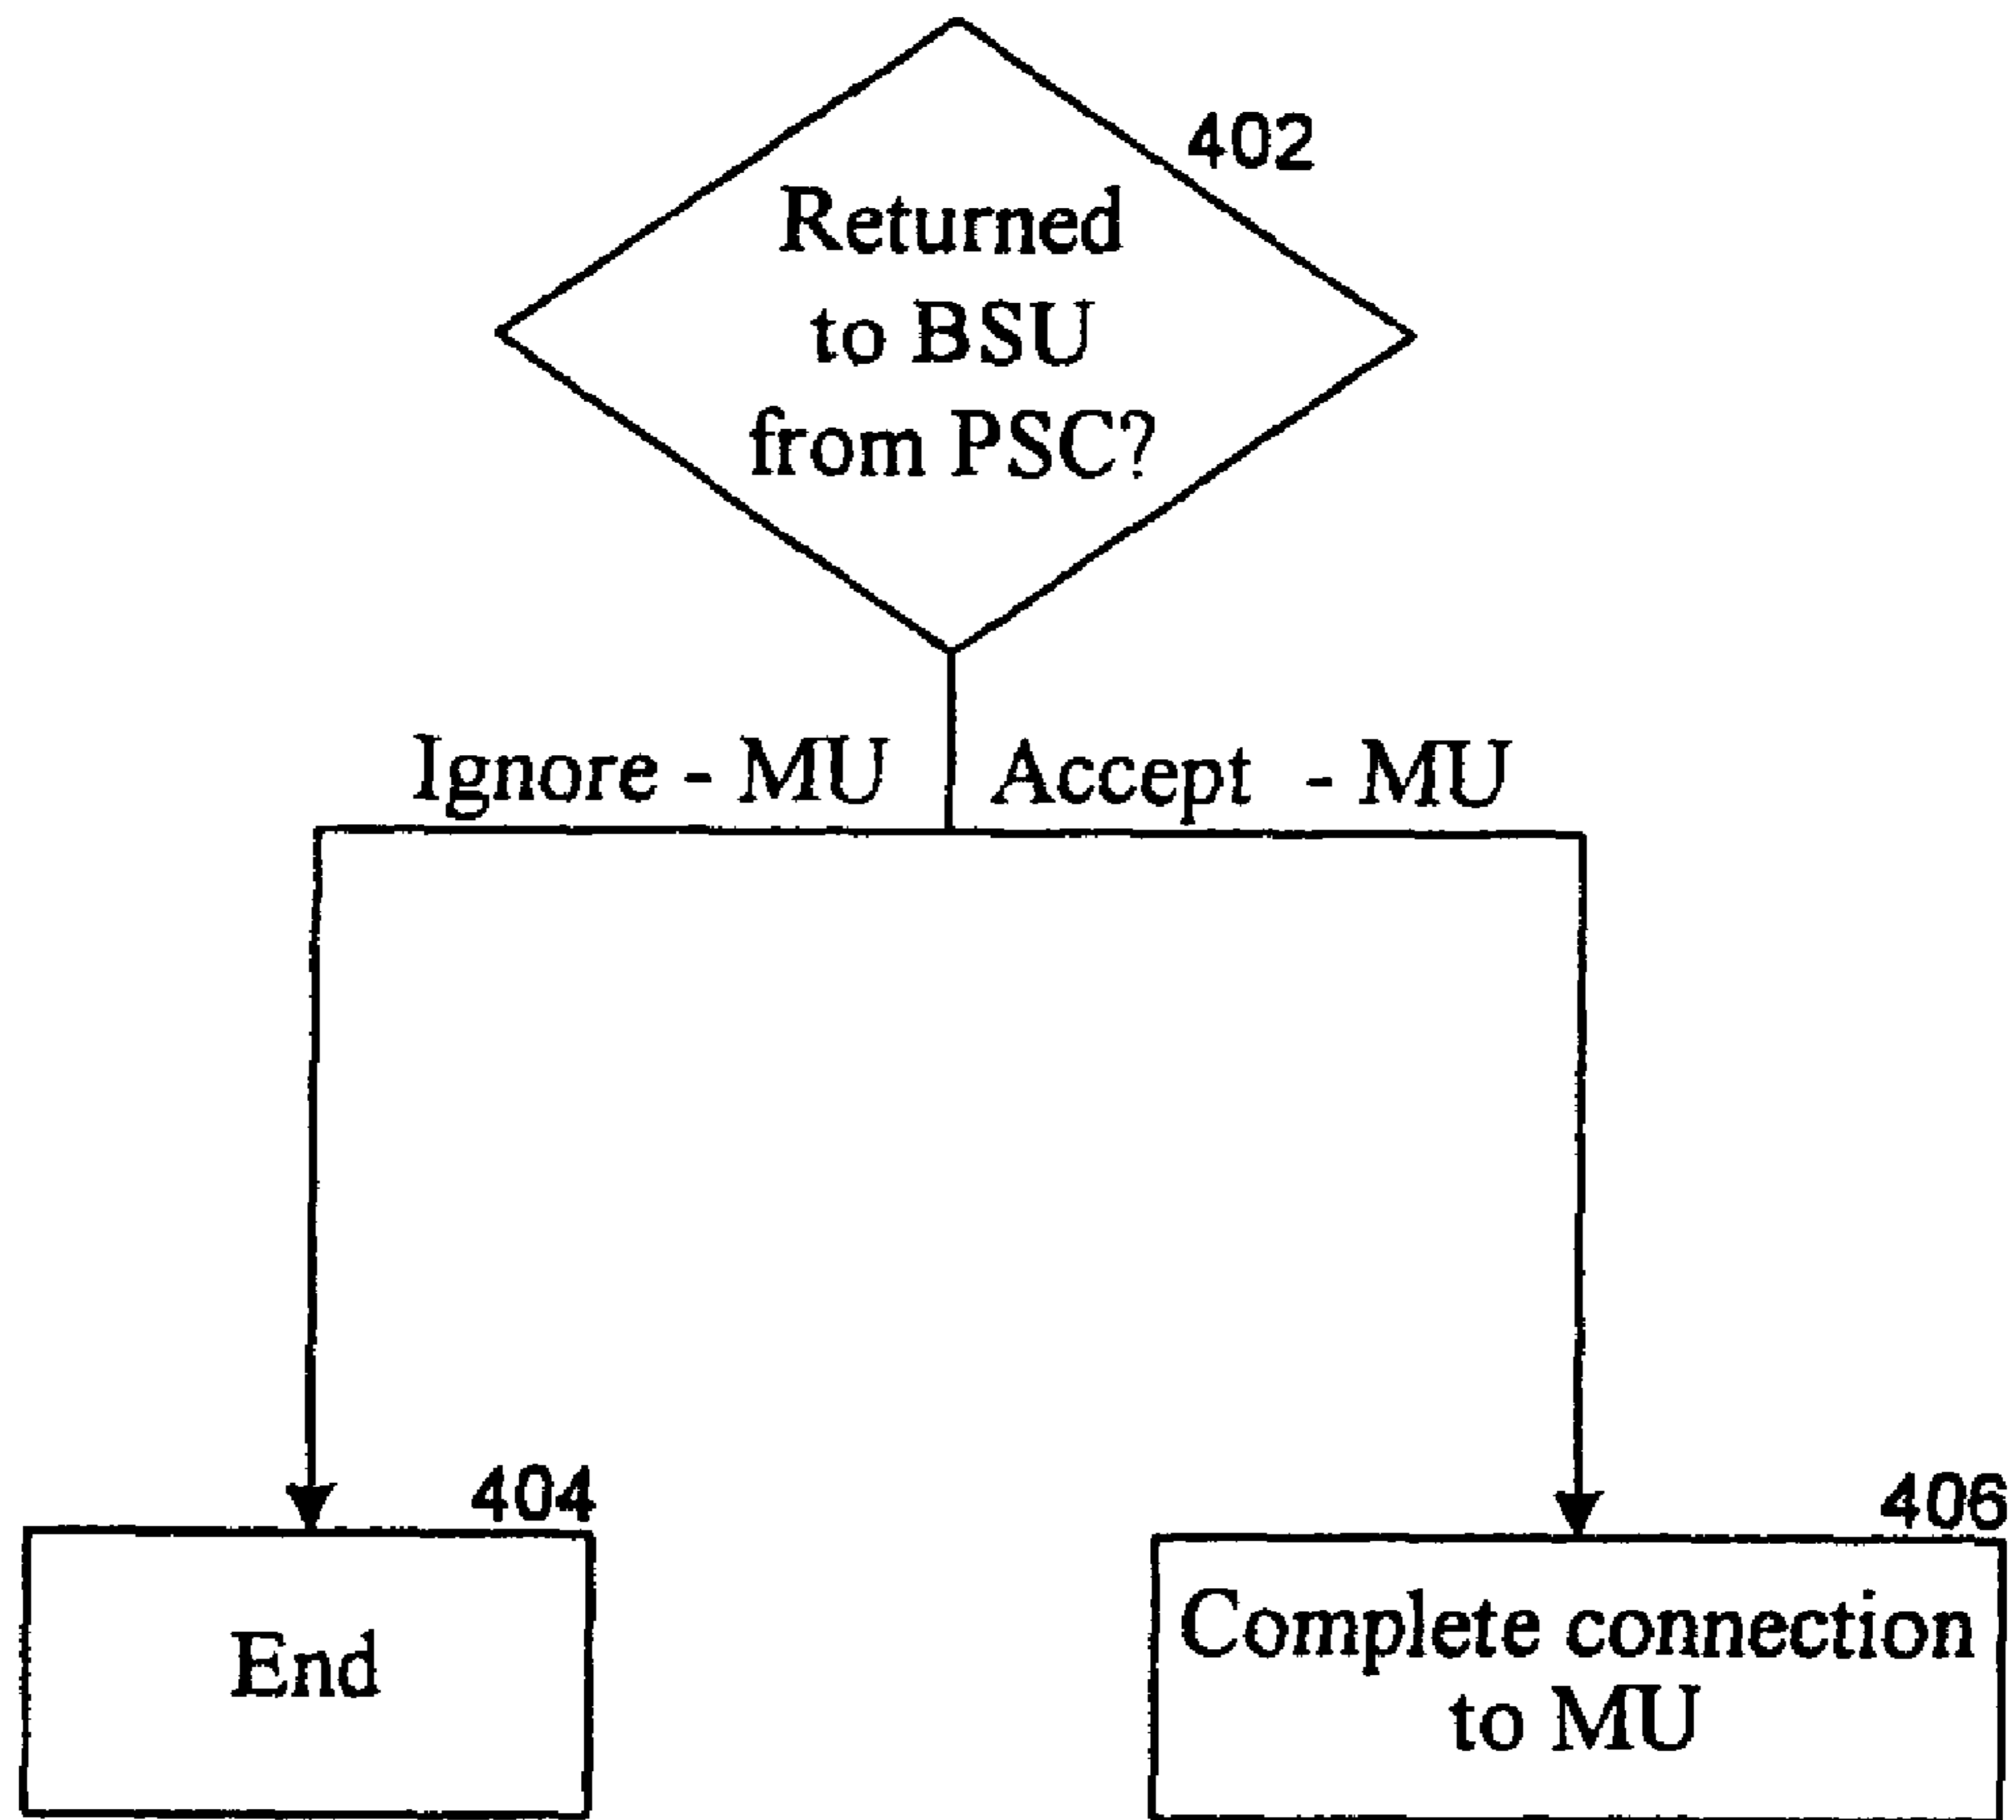 402
Returned
to BSU
from PSC?
Ignore - MU
Accept - MU
404
End
406
Complete connection
to MU